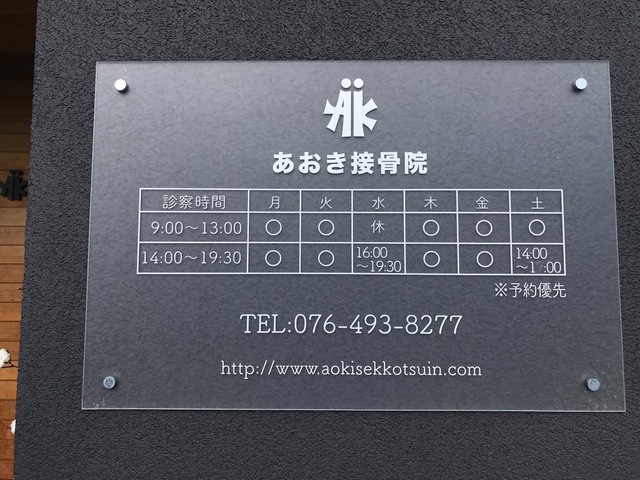 AK
あおき接骨院
診察時間 月 火 水 木 金 土
9:00～13:00 ○ ○ 休 ○ ○ ○
14:00～19:30 ○ ○ 16:00～19:30 ○ ○ 14:00
※予約優先
TEL:076-493-8277
http://www.aokisekkotsuin.com